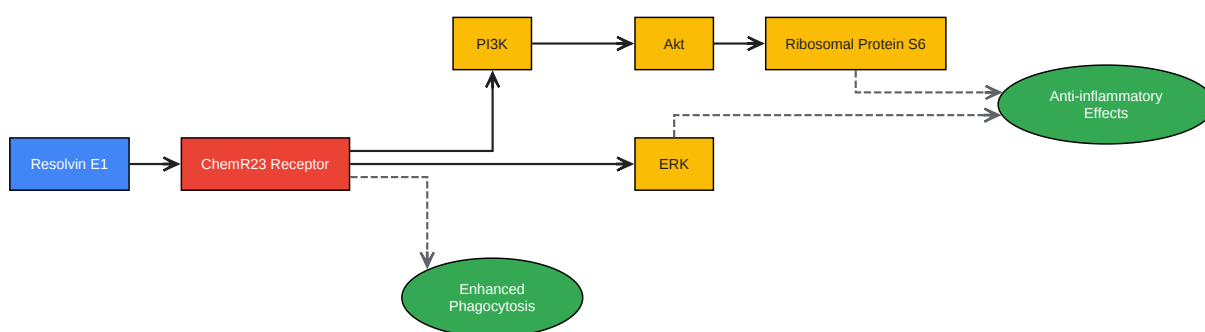 PI3K
Akt
Ribosomal Protein S6
Anti-inflammatory
Effects
Resolvin E1
ChemR23 Receptor
ERK
Enhanced
Phagocytosis